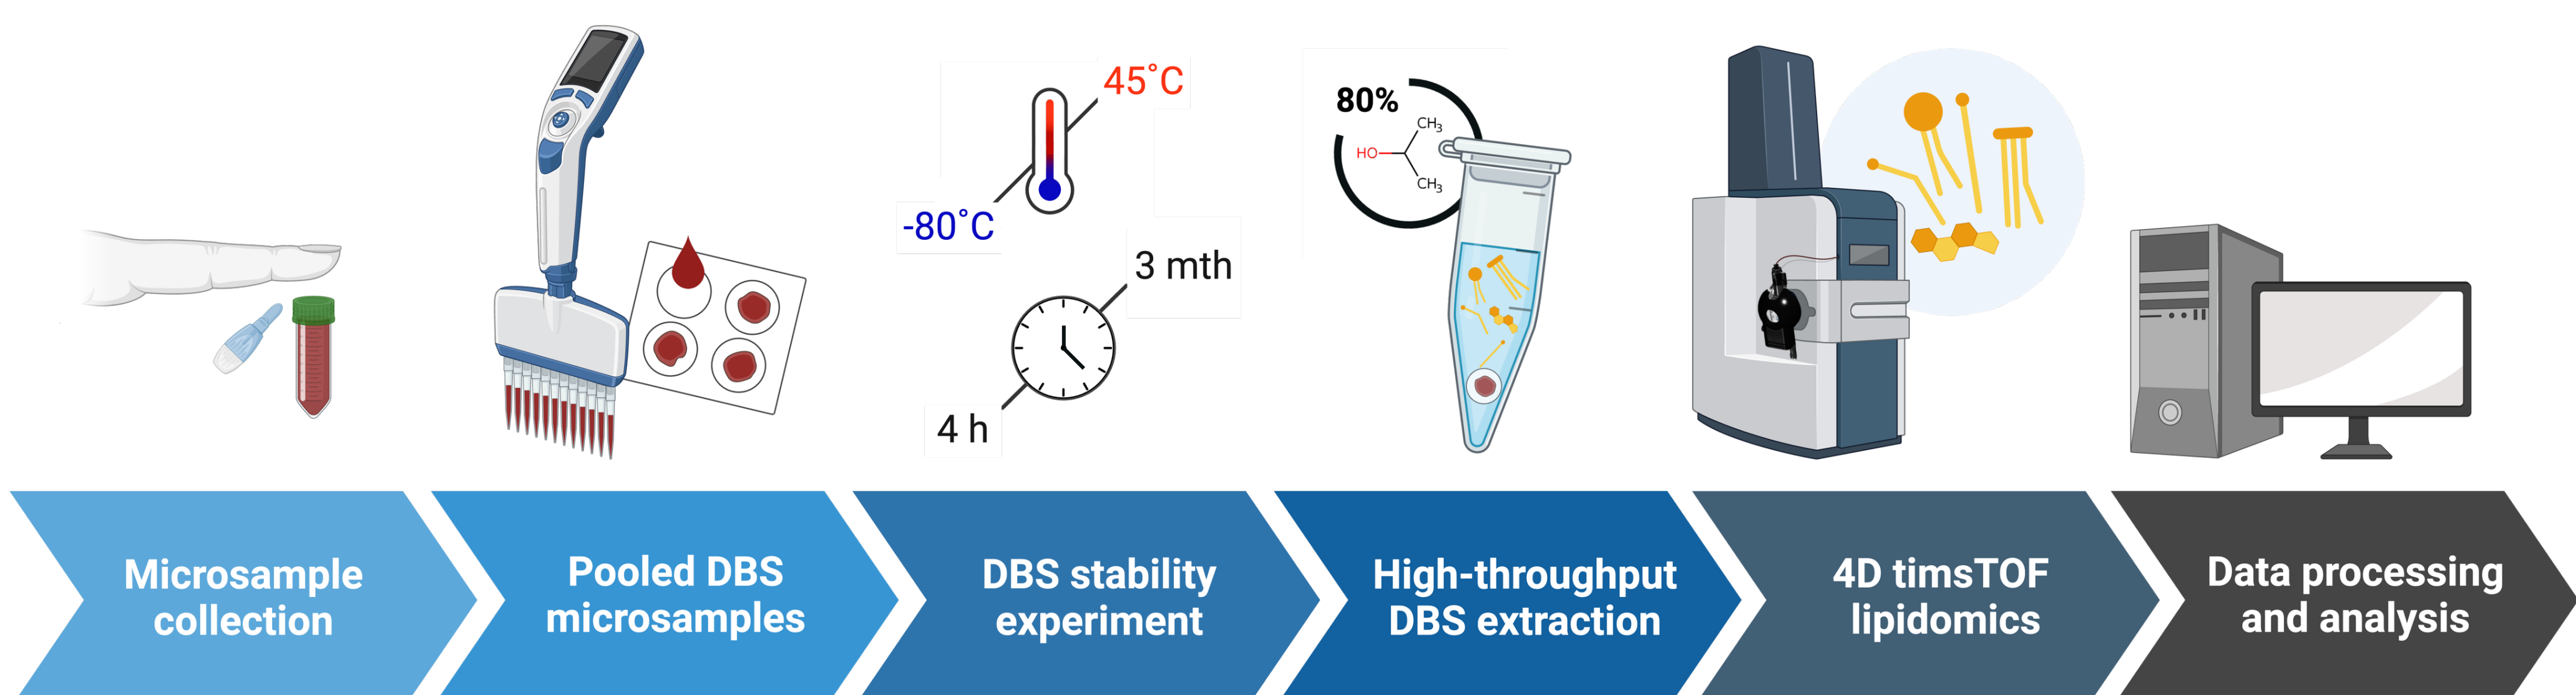 45°C
-80°C
3 mth
4 h
80%
CH3
HO
CH3
Microsample
collection
Pooled DBS
microsamples
DBS stability
experiment
High-throughput
DBS extraction
4D timsTOF
lipidomics
Data processing
and analysis